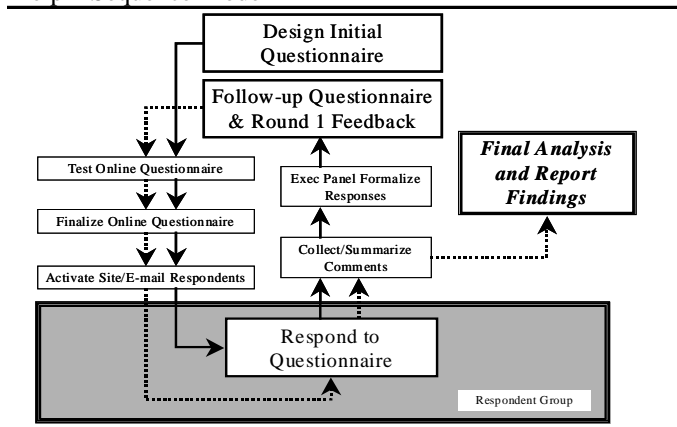 Design Initial
Questionnaire
Follow-up Questionnaire
& Round 1 Feedback
Final Analysis
and Report
Findings
Test Online Questionnaire
Exec Panel Formalize
Responses
Finalize Online Questionnaire
Collect/Summarize
Comments
Activate Site/E-mail Respondents
Respond to
Questionnaire
Respondent Group